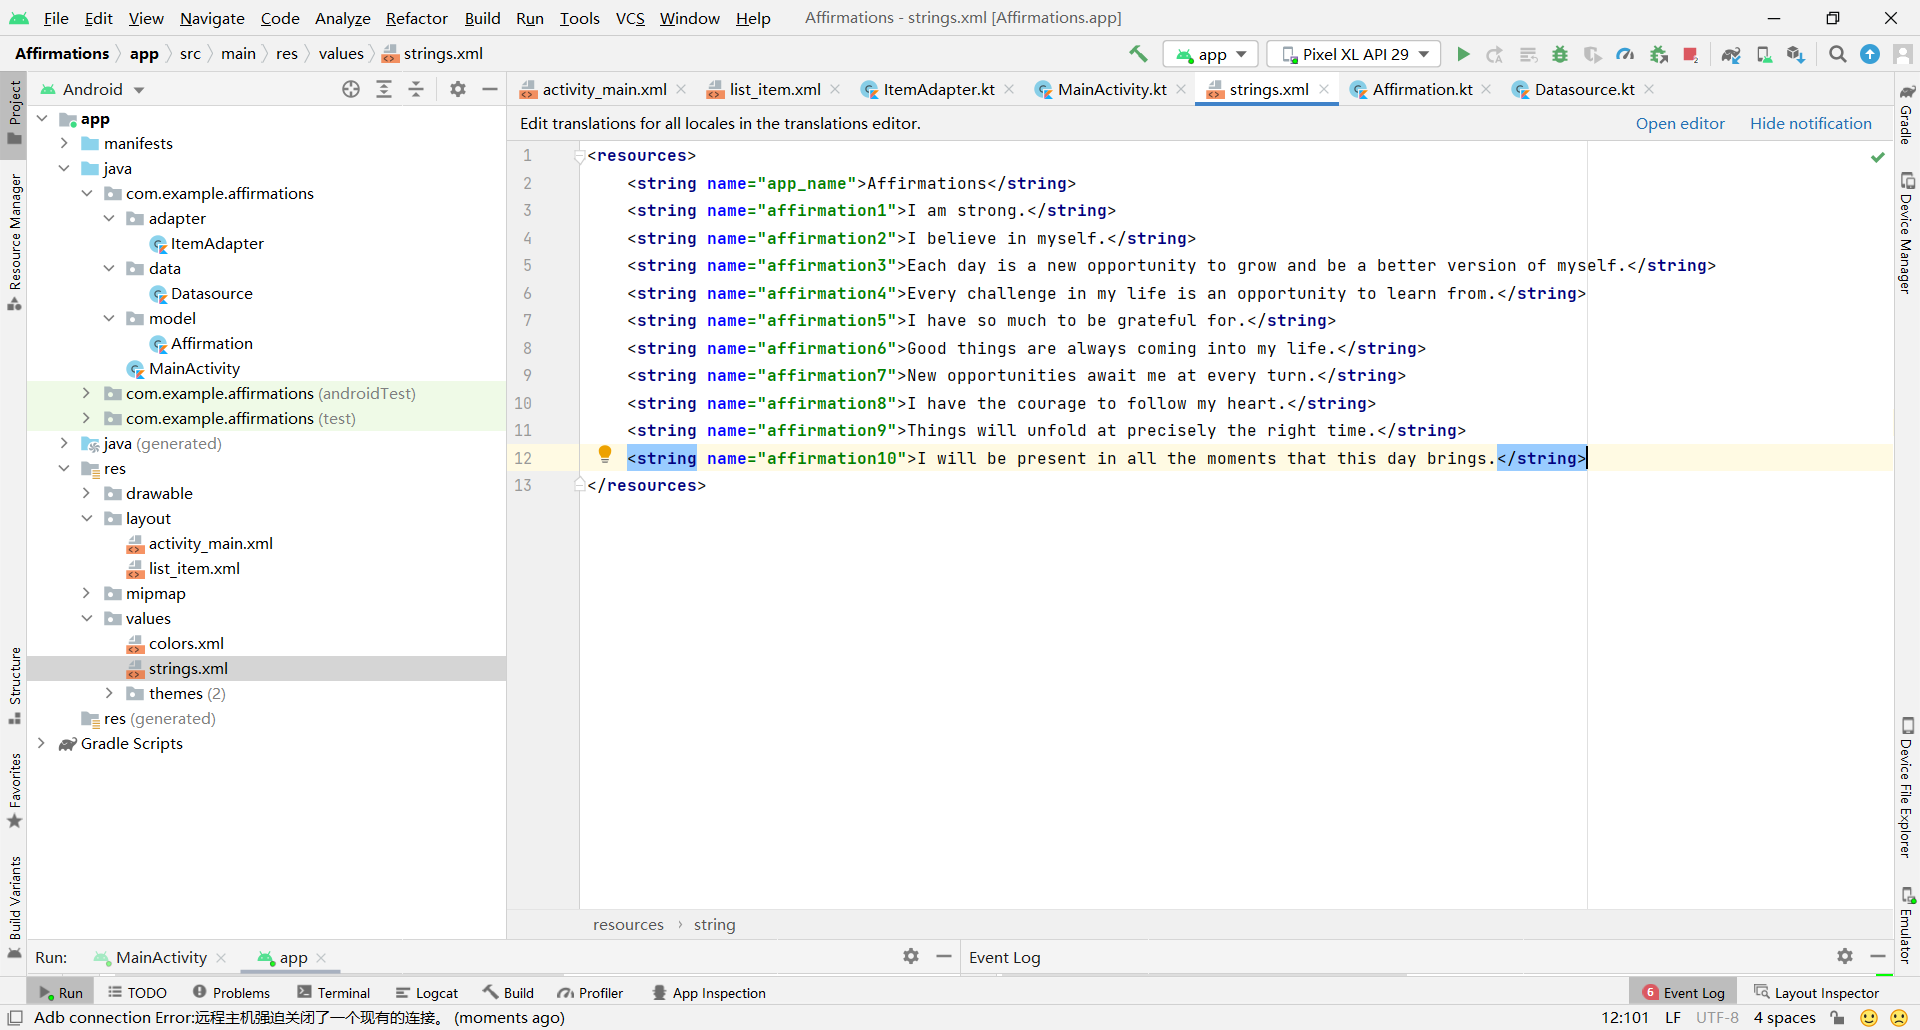 File Edit View Navigate Code Analyze Refactor Build Run Tools VCS Window Help Affirmations - strings.xml [Affirmations.app]
Affirmations app src main res values strings.xml app Pixel XL API 29
Project
Android
app
manifests
java
com.example.affirmations
adapter
ItemAdapter
data
Datasource
model
Affirmation
MainActivity
com.example.affirmations (androidTest)
com.example.affirmations (test)
java (generated)
res
drawable
layout
activity_main.xml
list_item.xml
mipmap
values
colors.xml
strings.xml
themes (2)
res (generated)
Gradle Scripts
Resource Manager
Structure
Favorites
Build Variants
activity_main.xml list_item.xml ItemAdapter.kt MainActivity.kt strings.xml Affirmation.kt Datasource.kt
Edit translations for all locales in the translations editor. Open editor Hide notification
1 <resources>
2 <string name="app_name">Affirmations</string>
3 <string name="affirmation1">I am strong.</string>
4 <string name="affirmation2">I believe in myself.</string>
5 <string name="affirmation3">Each day is a new opportunity to grow and be a better version of myself.</string>
6 <string name="affirmation4">Every challenge in my life is an opportunity to learn from.</string>
7 <string name="affirmation5">I have so much to be grateful for.</string>
8 <string name="affirmation6">Good things are always coming into my life.</string>
9 <string name="affirmation7">New opportunities await me at every turn.</string>
10 <string name="affirmation8">I have the courage to follow my heart.</string>
11 <string name="affirmation9">Things will unfold at precisely the right time.</string>
12 <string name="affirmation10">I will be present in all the moments that this day brings.</string>
13 </resources>
resources › string
Gradle
Device Manager
Device File Explorer
Emulator
Run: MainActivity app Event Log
Run TODO Problems Terminal Logcat Build Profiler App Inspection 6 Event Log Layout Inspector
Adb connection Error:远程主机强迫关闭了一个现有的连接。 (moments ago) 12:101 LF UTF-8 4 spaces